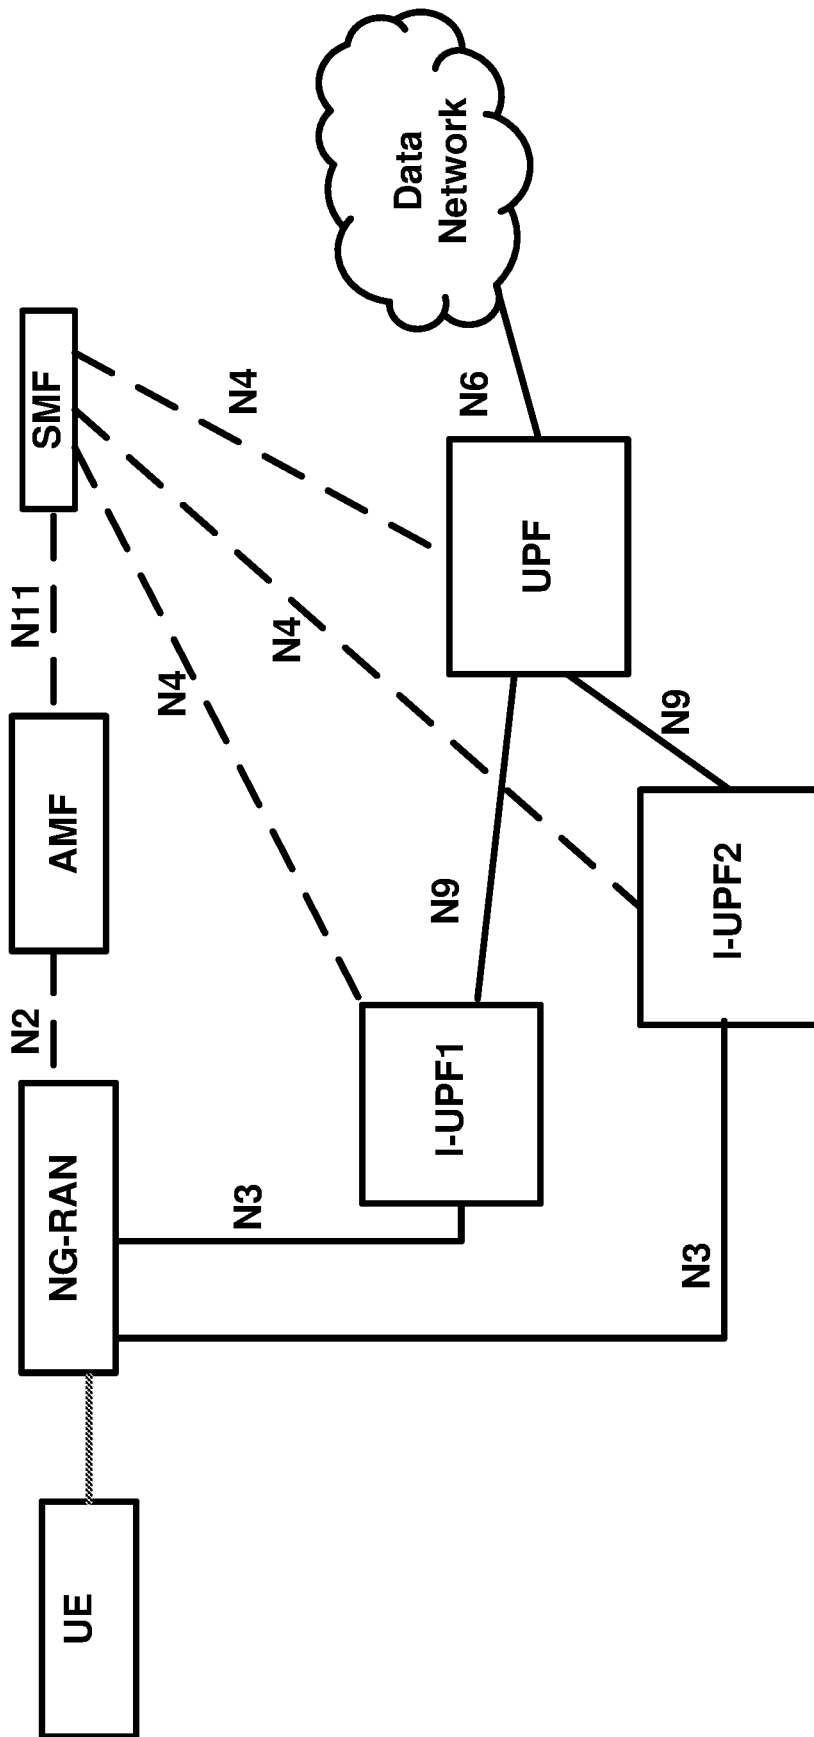 UE
NG-RAN
N2
AMF
N11
SMF
N3
N3
I-UPF1
I-UPF2
N4
N4
N4
N9
N9
UPF
N6
Data
Network